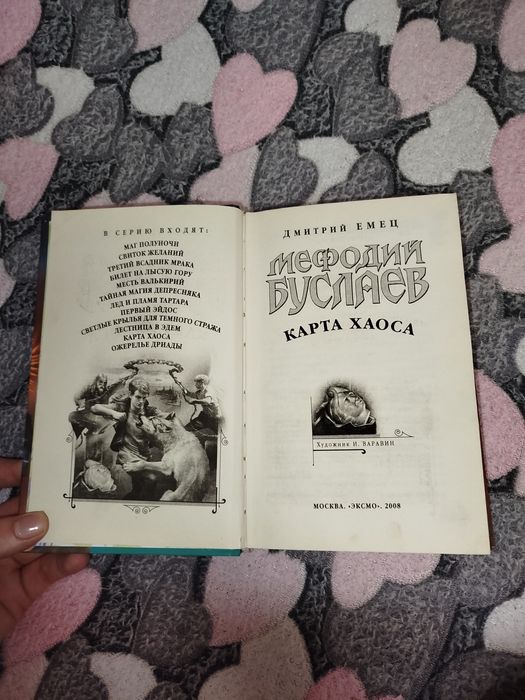 В СЕРИЮ ВХОДЯТ:
МАГ ПОЛУНОЧИ
СВИТОК ЖЕЛАНИЙ
ТРЕТИЙ ВСАДНИК МРАКА
БИЛЕТ НА ЛЫСУЮ ГОРУ
МЕСТЬ ВАЛЬКИРИЙ
ТАЙНАЯ МАГИЯ ДЕПРЕСНЯКА
ЛЕД И ПЛАМЯ ТАРТАРА
ПЕРВЫЙ ЭЙДОС
СВЕТЛЫЕ КРЫЛЬЯ ДЛЯ ТЕМНОГО СТРАЖА
ЛЕСТНИЦА В ЭДЕМ
КАРТА ХАОСА
ОЖЕРЕЛЬЕ ДРИАДЫ
ДМИТРИЙ ЕМЕЦ
МЕФОДИЙ
БУСЛАЕВ
КАРТА ХАОСА
Художник И. ВАРАВИН
МОСКВА. «ЭКСМО». 2008